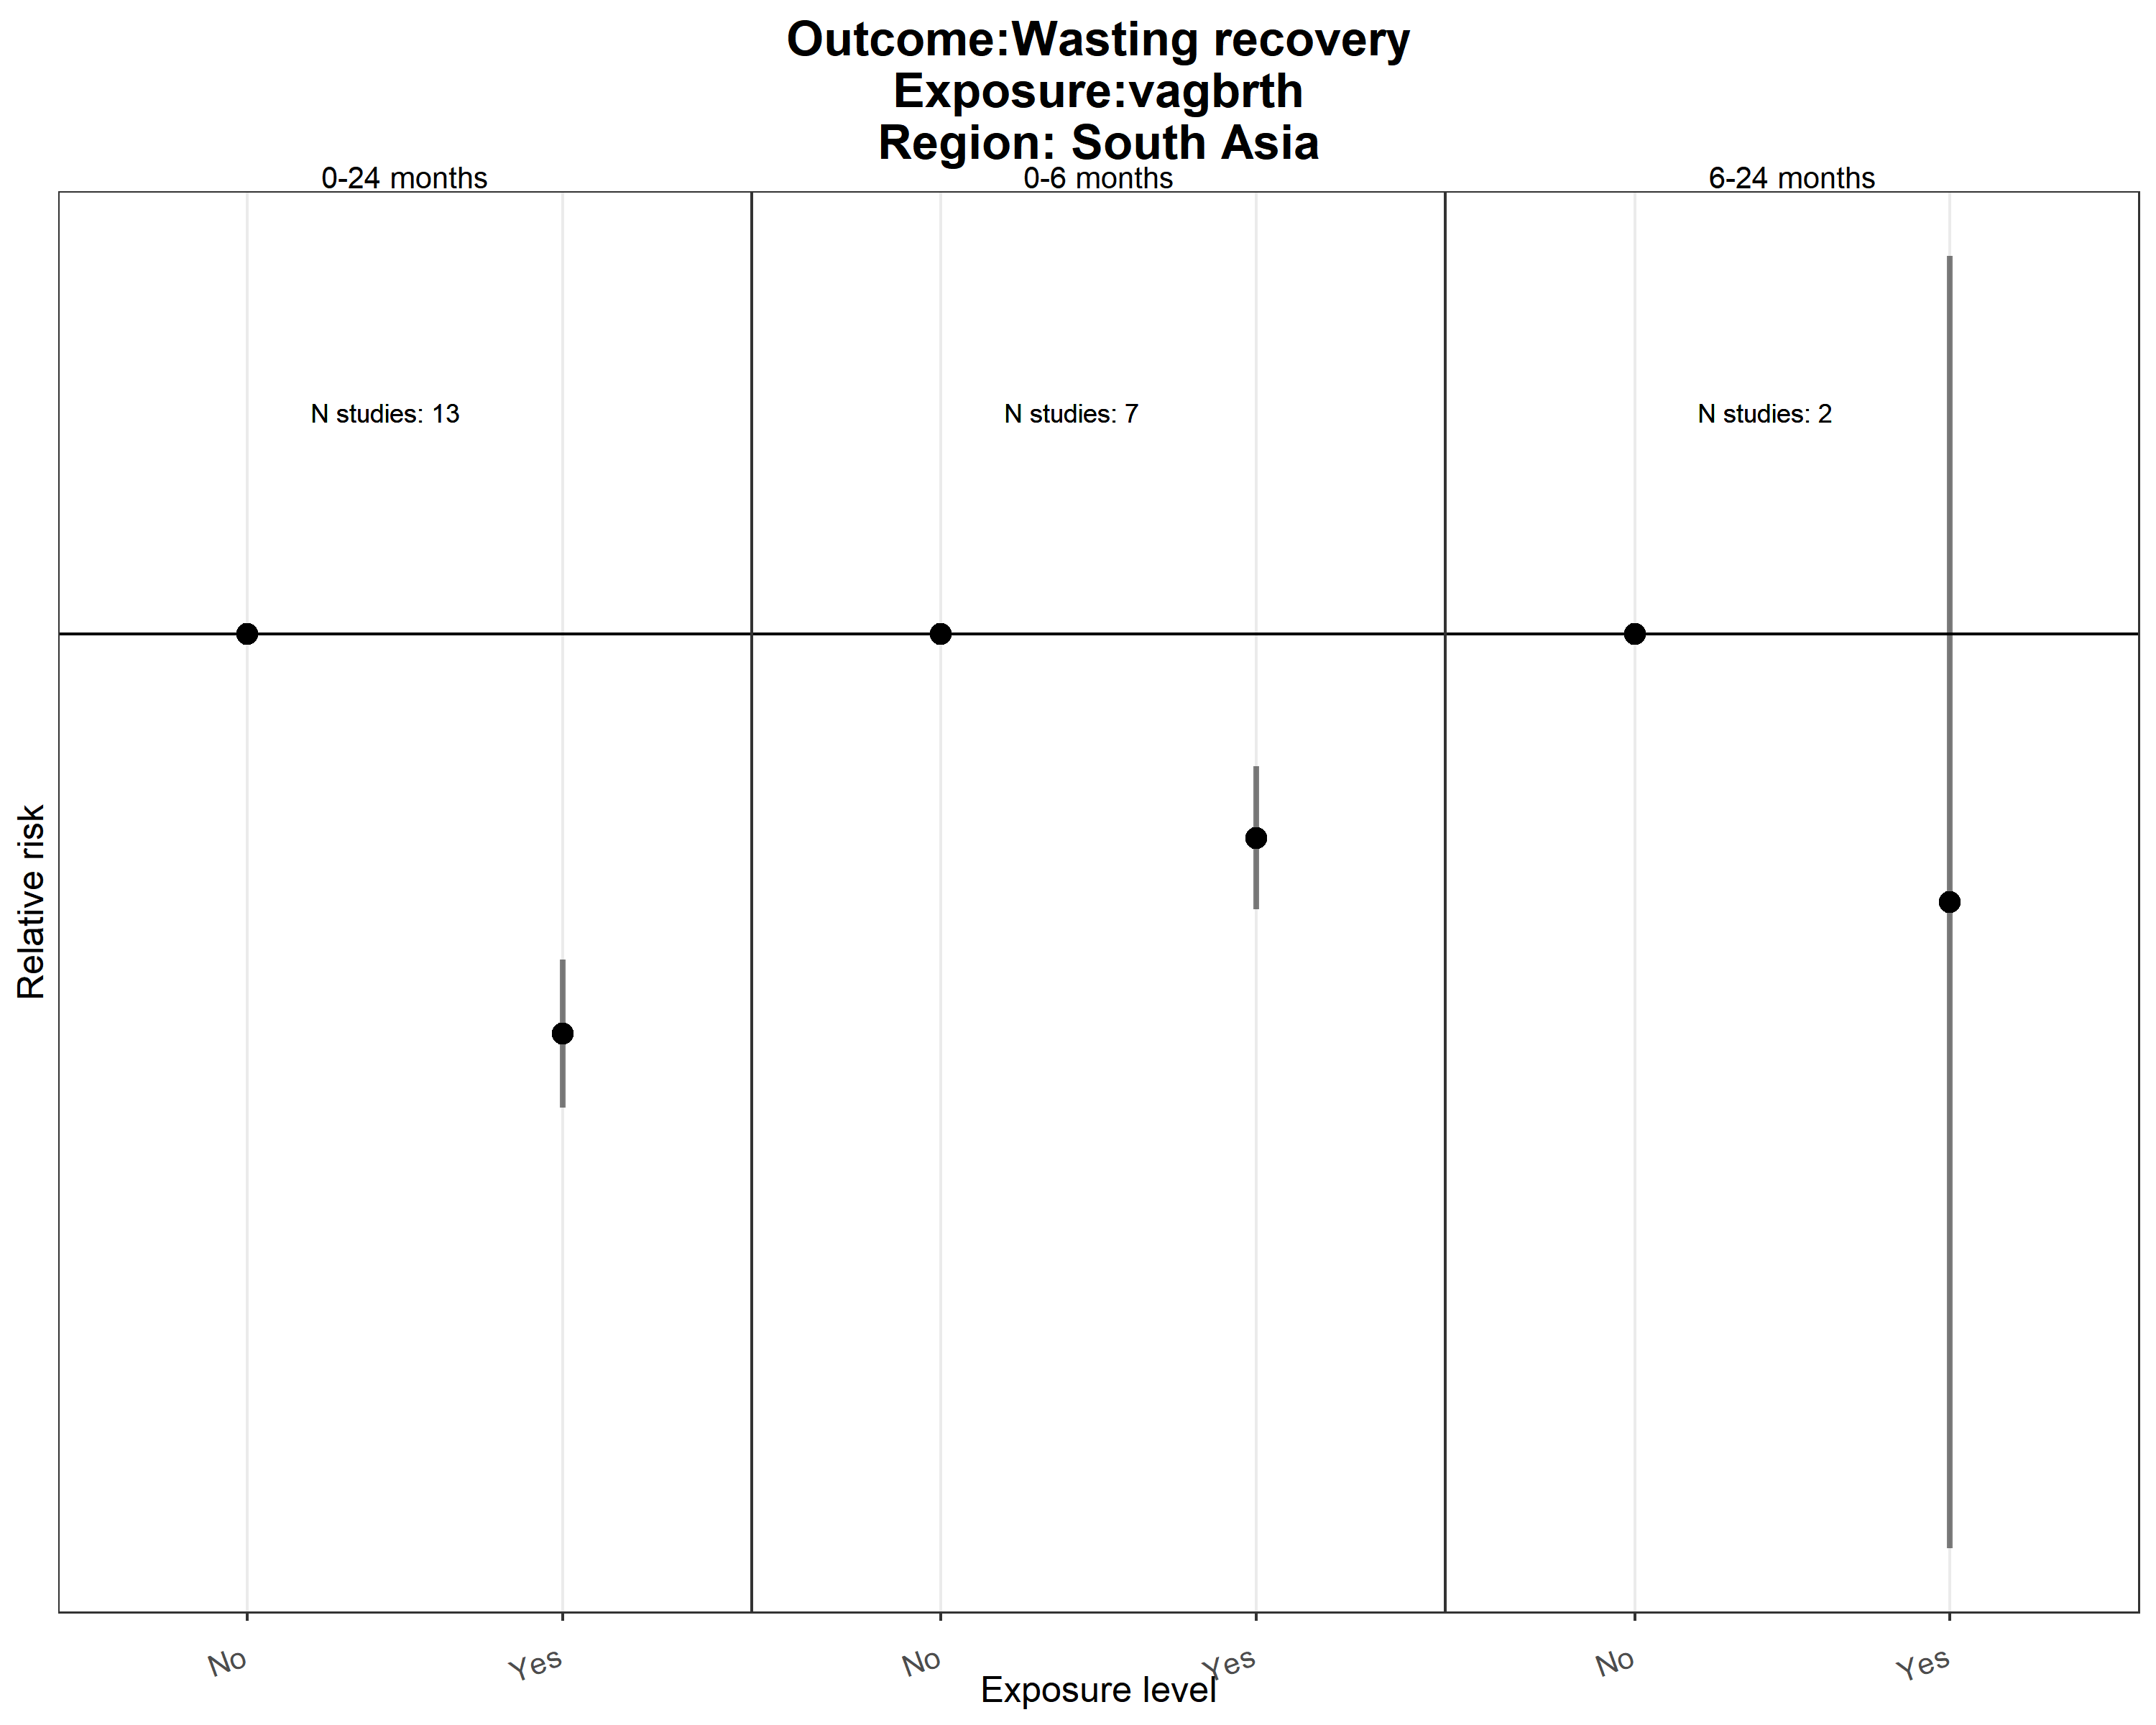 Outcome:Wasting recovery
Exposure:vagbrth
Region: South Asia
0-24 months
0-6 months
6-24 months
N studies: 13
N studies: 7
N studies: 2
Relative risk
No
Yes
No
Yes
No
Yes
Exposure level